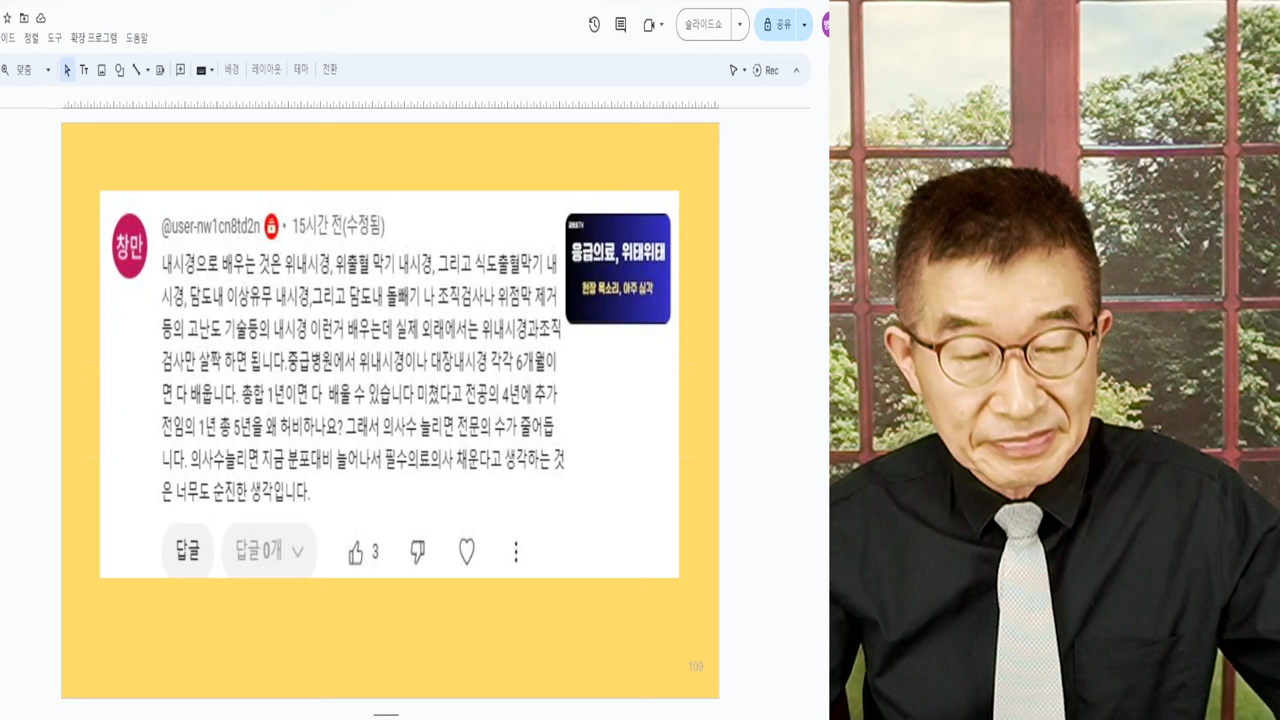 이드 정렬 도구 확장 프로그램 도움말
슬라이드쇼
공유
맞춤
배경
레이아웃
테마
전환
Rec
창만
@user-nw1cn8td2n • 15시간 전(수정됨)
내시경으로 배우는 것은 위내시경, 위출혈 막기 내시경, 그리고 식도출혈막기 내
시경, 담도내 이상유무 내시경,그리고 담도내 돌빼기 나 조직검사나 위점막 제거
등의 고난도 기술등의 내시경 이런거 배우는데 실제 외래에서는 위내시경과조직
검사만 살짝 하면 됩니다.중급병원에서 위내시경이나 대장내시경 각각 6개월이
면 다 배웁니다. 총합 1년이면 다 배울 수 있습니다 미쳤다고 전공의 4년에 추가
전임의 1년 총 5년을 왜 허비하나요? 그래서 의사수 늘리면 전문의 수가 줄어듭
니다. 의사수늘리면 지금 분포대비 늘어나서 필수의료의사 채운다고 생각하는 것
은 너무도 순진한 생각입니다.
응급의료, 위태위태
현장 목소리, 아주 심각
답글
답글 0개
3
109